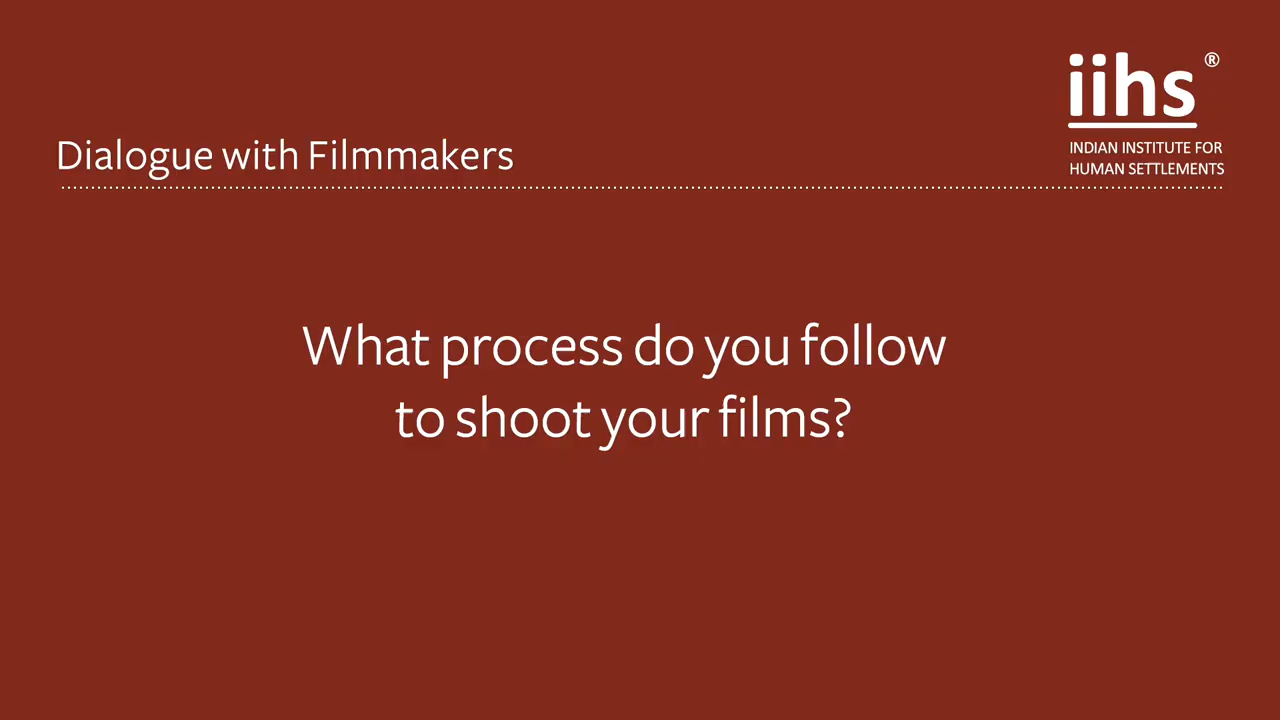 iihs®
INDIAN INSTITUTE FOR
HUMAN SETTLEMENTS
Dialogue with Filmmakers
What process do you follow
to shoot your films?